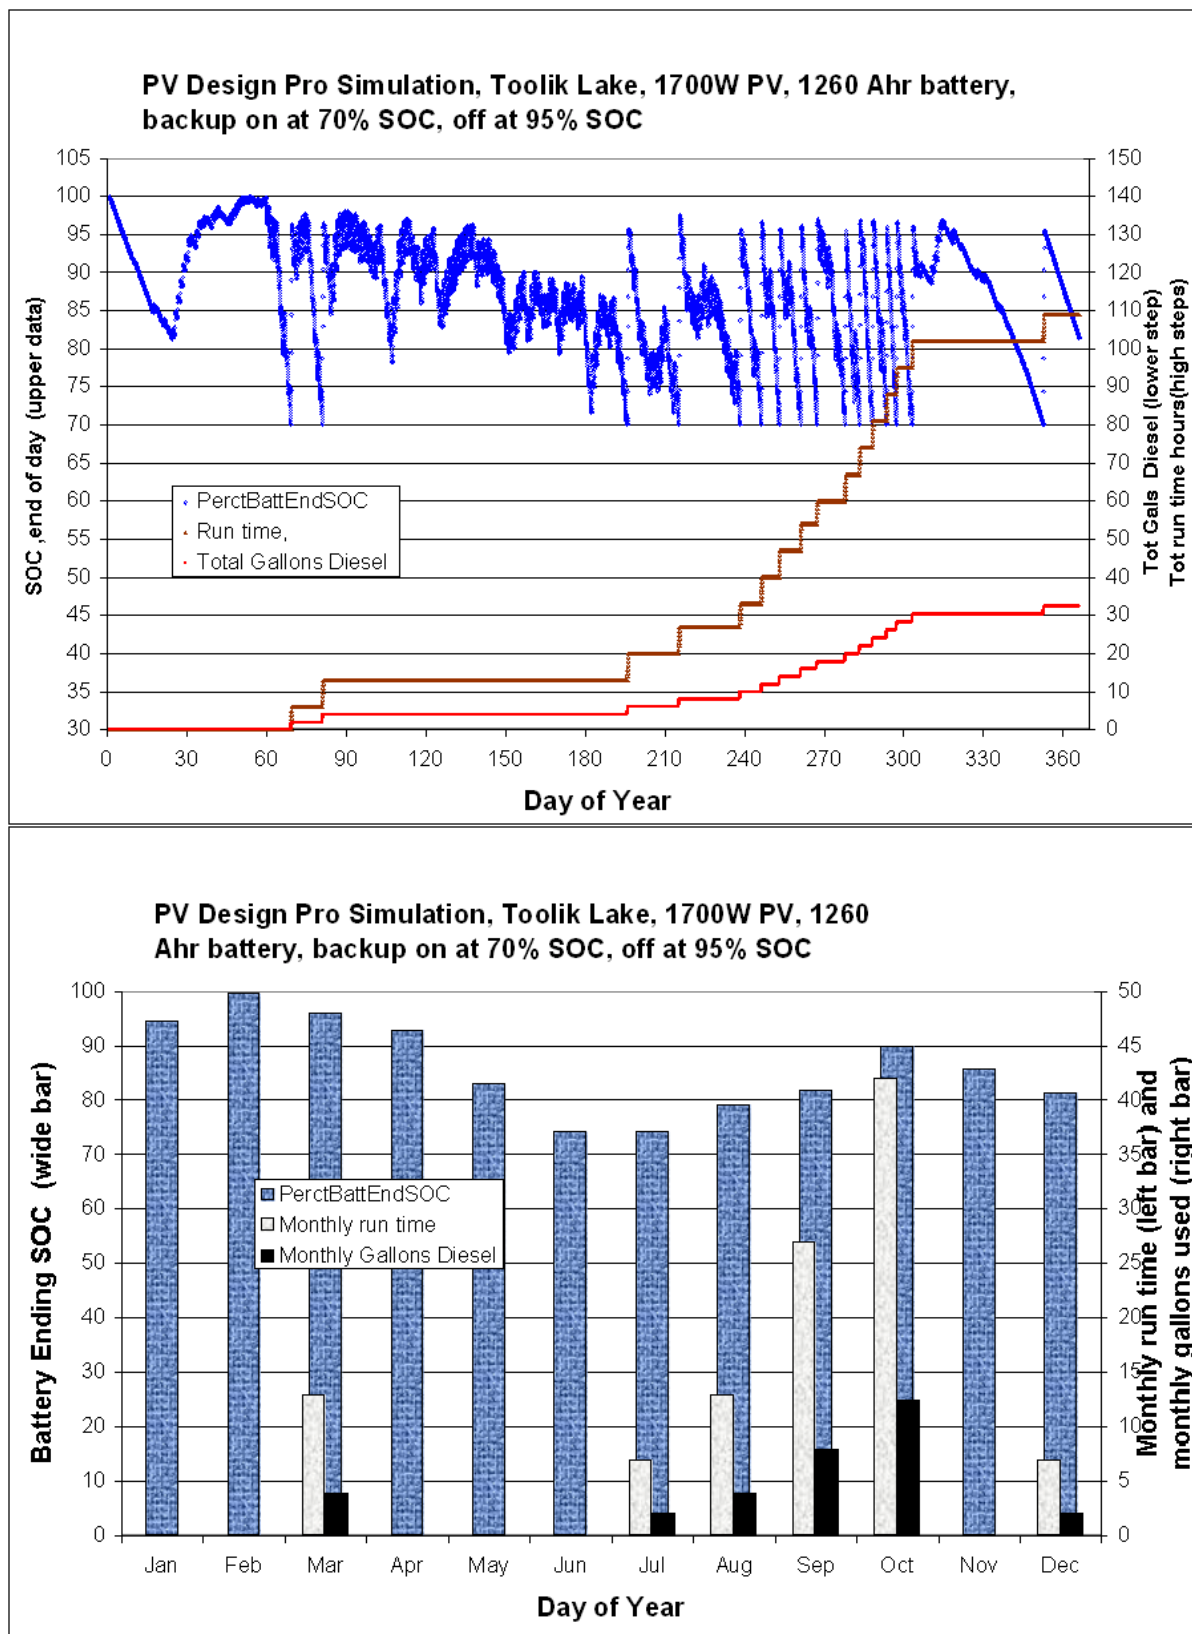 PV Design Pro Simulation, Toolik Lake, 1700W PV, 1260 Ahr battery,
backup on at 70% SOC, off at 95% SOC
SOC ,end of day (upper data)
105
100
95
90
85
80
75
70
65
60
55
50
45
40
35
30
PerctBattEndSOC
Run time,
Total Gallons Diesel
150
140
130
120
110
100
90
80
70
60
50
40
30
20
10
0
Tot Gals Diesel (lower step)
Tot run time hours(high steps)
0 30 60 90 120 150 180 210 240 270 300 330 360
Day of Year
PV Design Pro Simulation, Toolik Lake, 1700W PV, 1260
Ahr battery, backup on at 70% SOC, off at 95% SOC
Battery Ending SOC (wide bar)
100
90
80
70
60
50
40
30
20
10
0
PerctBattEndSOC
Monthly run time
Monthly Gallons Diesel
50
45
40
35
30
25
20
15
10
5
0
Monthly run time (left bar) and
monthly gallons used (right bar)
Jan Feb Mar Apr May Jun Jul Aug Sep Oct Nov Dec
Day of Year